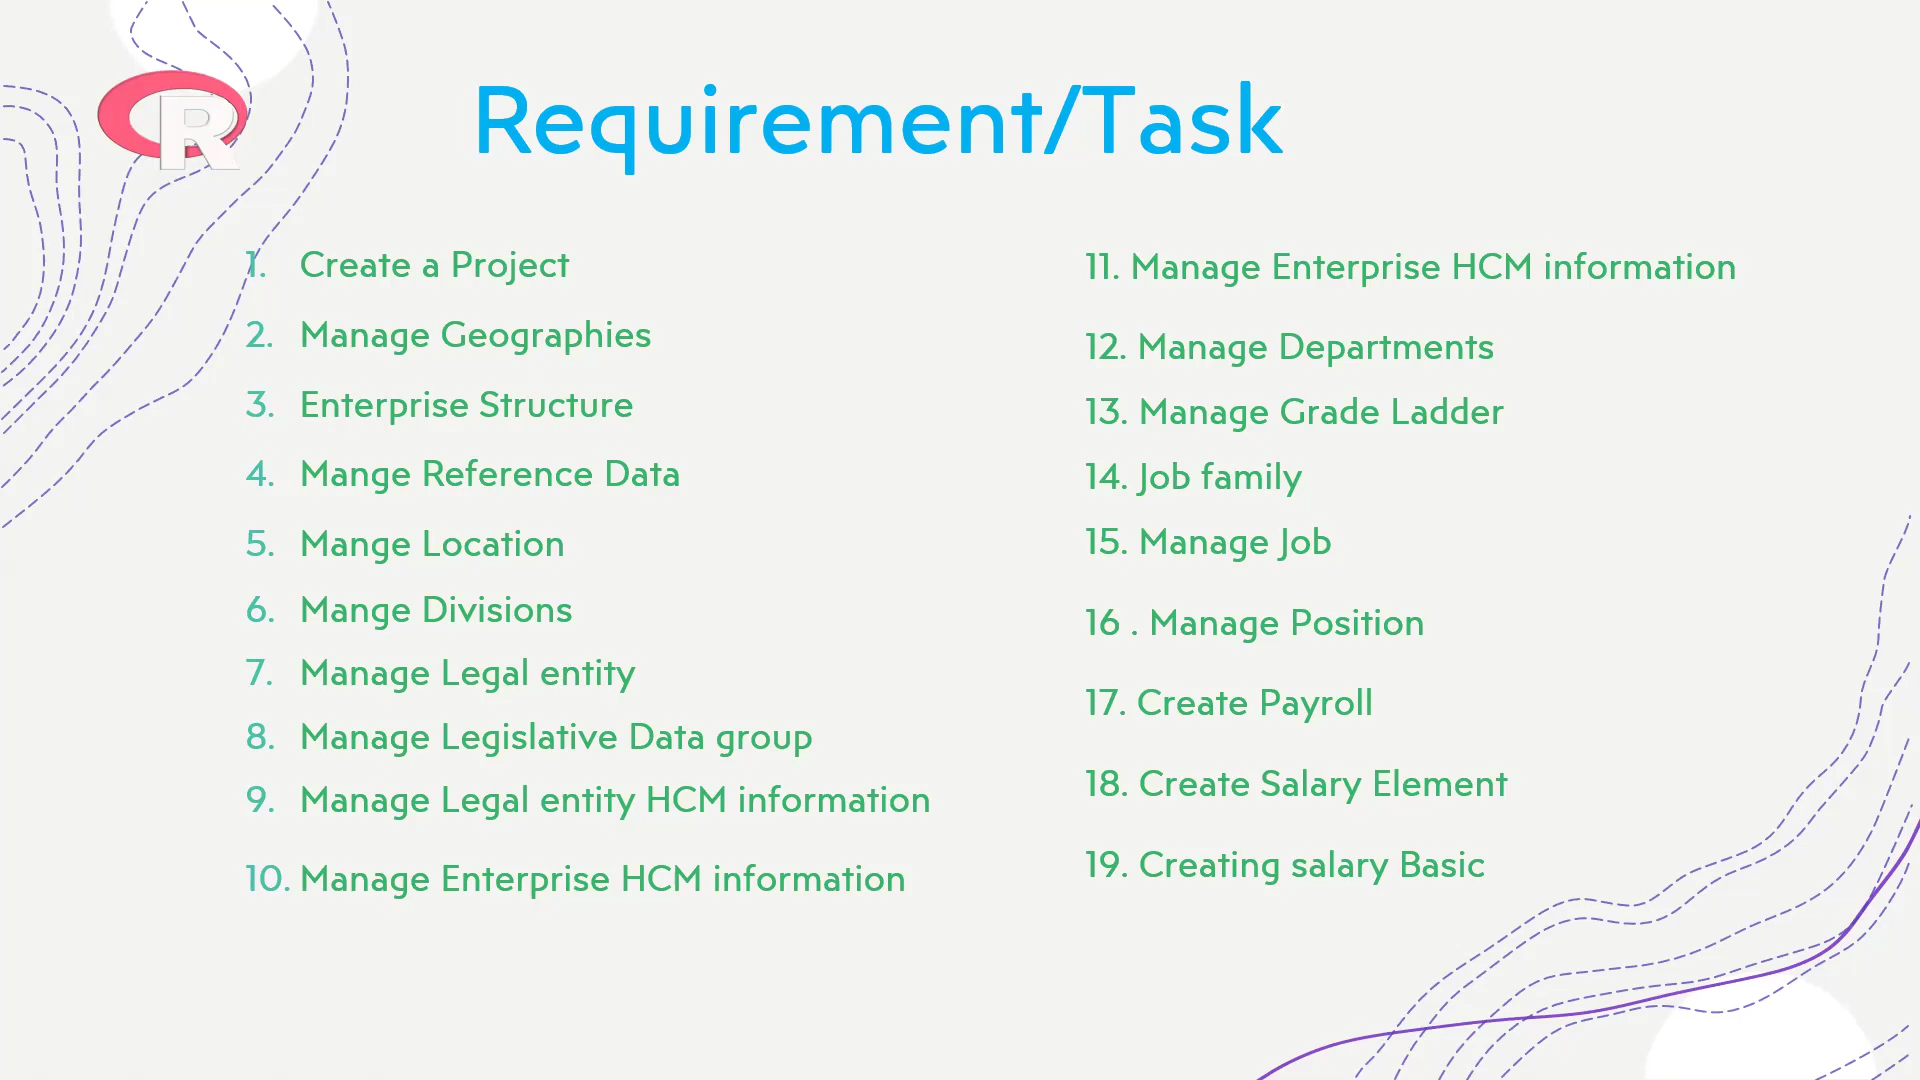 R
Requirement/Task
1. Create a Project
2. Manage Geographies
3. Enterprise Structure
4. Mange Reference Data
5. Mange Location
6. Mange Divisions
7. Manage Legal entity
8. Manage Legislative Data group
9. Manage Legal entity HCM information
10. Manage Enterprise HCM information
11. Manage Enterprise HCM information
12. Manage Departments
13. Manage Grade Ladder
14. Job family
15. Manage Job
16 . Manage Position
17. Create Payroll
18. Create Salary Element
19. Creating salary Basic